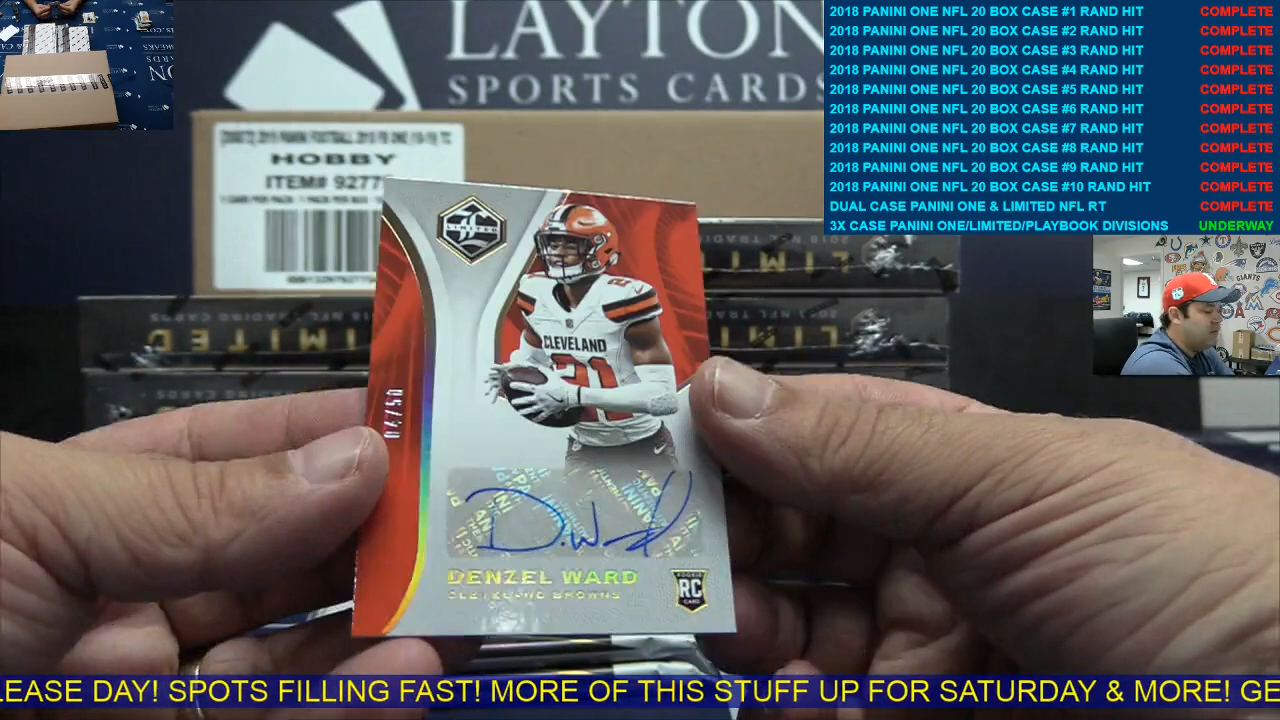 LAYTON
SPORTS CARDS
HOBBY
ITEM# 9277
LIMITED
LIMITED
LIMITED
CLEVELAND
21
D. Ward
DENZEL WARD
CLEVELAND BROWNS
ROOKIE
RC
CARD
2018 PANINI ONE NFL 20 BOX CASE #1 RAND HIT COMPLETE
2018 PANINI ONE NFL 20 BOX CASE #2 RAND HIT COMPLETE
2018 PANINI ONE NFL 20 BOX CASE #3 RAND HIT COMPLETE
2018 PANINI ONE NFL 20 BOX CASE #4 RAND HIT COMPLETE
2018 PANINI ONE NFL 20 BOX CASE #5 RAND HIT COMPLETE
2018 PANINI ONE NFL 20 BOX CASE #6 RAND HIT COMPLETE
2018 PANINI ONE NFL 20 BOX CASE #7 RAND HIT COMPLETE
2018 PANINI ONE NFL 20 BOX CASE #8 RAND HIT COMPLETE
2018 PANINI ONE NFL 20 BOX CASE #9 RAND HIT COMPLETE
2018 PANINI ONE NFL 20 BOX CASE #10 RAND HIT COMPLETE
DUAL CASE PANINI ONE & LIMITED NFL RT COMPLETE
3X CASE PANINI ONE/LIMITED/PLAYBOOK DIVISIONS UNDERWAY
GIANTS
LEASE DAY! SPOTS FILLING FAST! MORE OF THIS STUFF UP FOR SATURDAY & MORE! GE